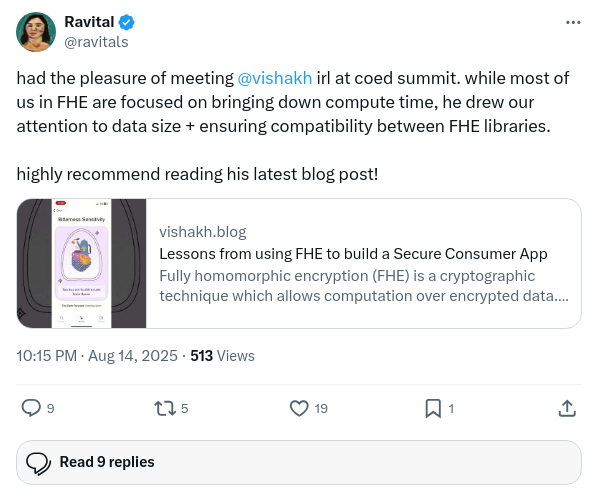 Ravital
@ravitals
had the pleasure of meeting @vishakh irl at coed summit. while most of
us in FHE are focused on bringing down compute time, he drew our
attention to data size + ensuring compatibility between FHE libraries.
highly recommend reading his latest blog post!
Bitterness Sensitivity
vishakh.blog
Lessons from using FHE to build a Secure Consumer App
Fully homomorphic encryption (FHE) is a cryptographic
technique which allows computation over encrypted data....
10:15 PM · Aug 14, 2025 · 513 Views
9 5 19 1
Read 9 replies